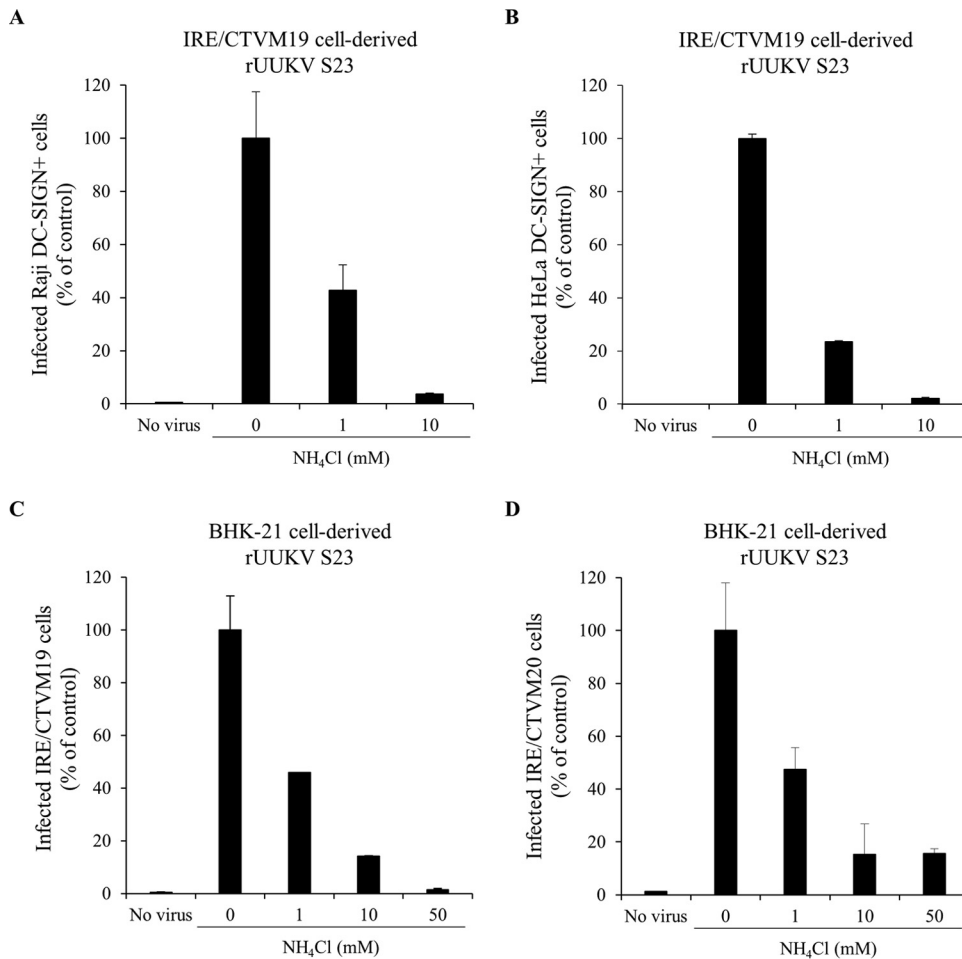 A
IRE/CTVM19 cell-derived
rUUKV S23
Infected Raji DC-SIGN+ cells
(% of control)
120
100
80
60
40
20
0
No virus 0 1 10
NH₄Cl (mM)
B
IRE/CTVM19 cell-derived
rUUKV S23
Infected HeLa DC-SIGN+ cells
(% of control)
120
100
80
60
40
20
0
No virus 0 1 10
NH₄Cl (mM)
C
BHK-21 cell-derived
rUUKV S23
Infected IRE/CTVM19 cells
(% of control)
120
100
80
60
40
20
0
No virus 0 1 10 50
NH₄Cl (mM)
D
BHK-21 cell-derived
rUUKV S23
Infected IRE/CTVM20 cells
(% of control)
120
100
80
60
40
20
0
No virus 0 1 10 50
NH₄Cl (mM)